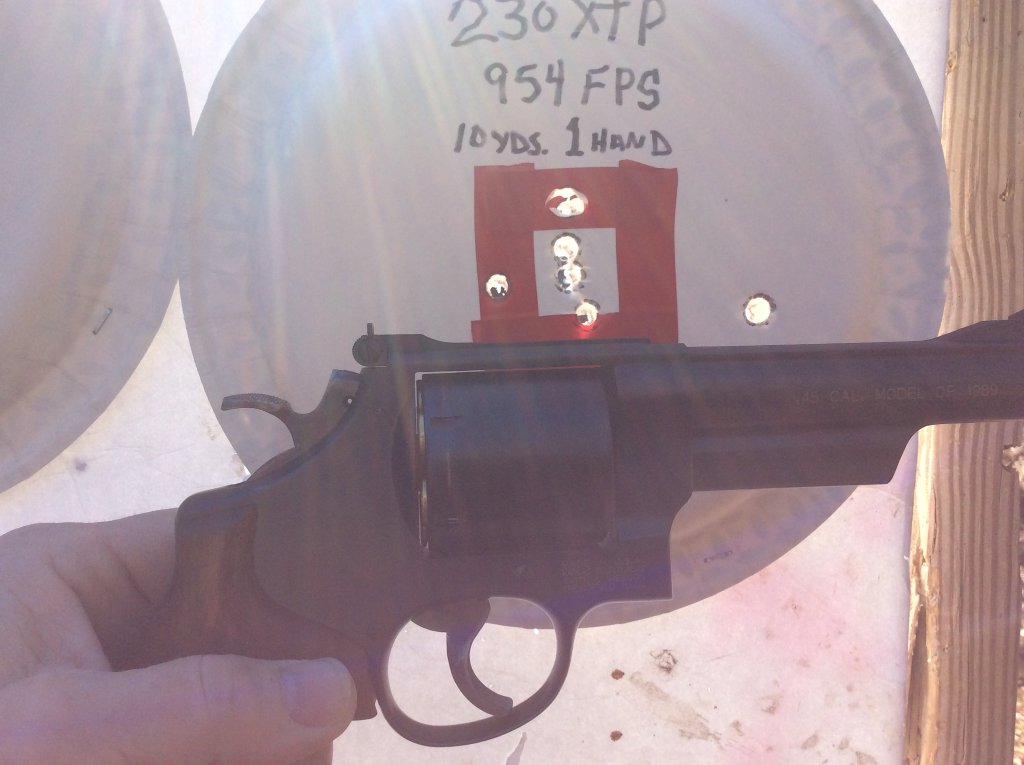 230 XTP
954 FPS
10 YDS. 1 HAND
.45 CAL. MODEL OF 1989